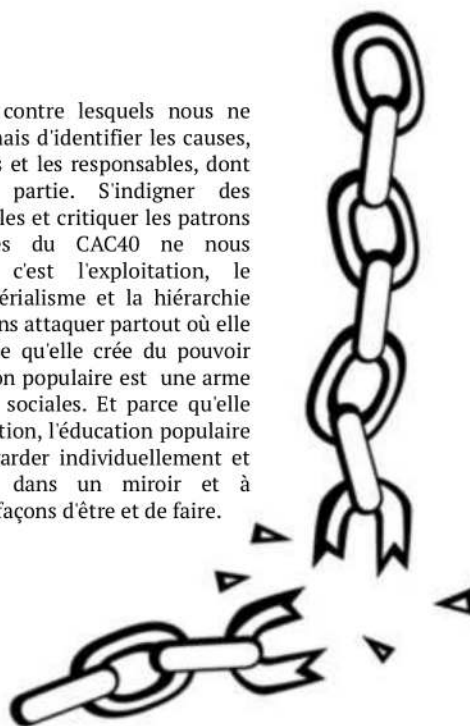 contre lesquels nous ne
nais d'identifier les causes,
s et les responsables, dont
partie. S'indigner des
les et critiquer les patrons
es du CAC40 ne nous
c'est l'exploitation, le
érialisme et la hiérarchie
ns attaquer partout où elle
e qu'elle crée du pouvoir
on populaire est une arme
sociales. Et parce qu'elle
tion, l'éducation populaire
arder individuellement et
dans un miroir et à
façons d'être et de faire.